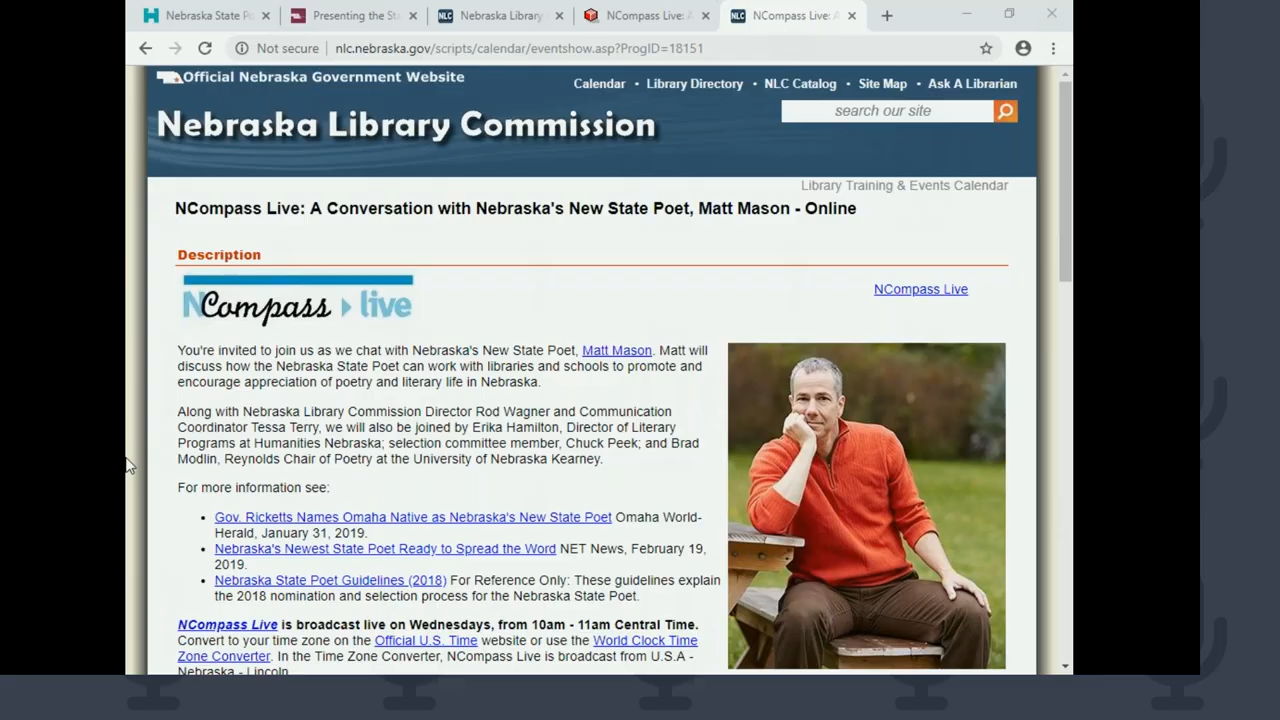 Nebraska State Po
Presenting the Sta
Nebraska Library
NCompass Live: A
NCompass Live: A
Not secure
nlc.nebraska.gov/scripts/calendar/eventshow.asp?ProgID=18151
Official Nebraska Government Website
Calendar • Library Directory • NLC Catalog • Site Map • Ask A Librarian
Nebraska Library Commission
search our site
Library Training & Events Calendar
NCompass Live: A Conversation with Nebraska's New State Poet, Matt Mason - Online
Description
NCompass live
NCompass Live
You're invited to join us as we chat with Nebraska's New State Poet, Matt Mason. Matt will
discuss how the Nebraska State Poet can work with libraries and schools to promote and
encourage appreciation of poetry and literary life in Nebraska.
Along with Nebraska Library Commission Director Rod Wagner and Communication
Coordinator Tessa Terry, we will also be joined by Erika Hamilton, Director of Literary
Programs at Humanities Nebraska; selection committee member, Chuck Peek; and Brad
Modlin, Reynolds Chair of Poetry at the University of Nebraska Kearney.
For more information see:
• Gov. Ricketts Names Omaha Native as Nebraska's New State Poet Omaha World-
Herald, January 31, 2019.
• Nebraska's Newest State Poet Ready to Spread the Word NET News, February 19,
2019.
• Nebraska State Poet Guidelines (2018) For Reference Only: These guidelines explain
the 2018 nomination and selection process for the Nebraska State Poet.
NCompass Live is broadcast live on Wednesdays, from 10am - 11am Central Time.
Convert to your time zone on the Official U.S. Time website or use the World Clock Time
Zone Converter. In the Time Zone Converter, NCompass Live is broadcast from U.S.A -
Nebraska - Lincoln.